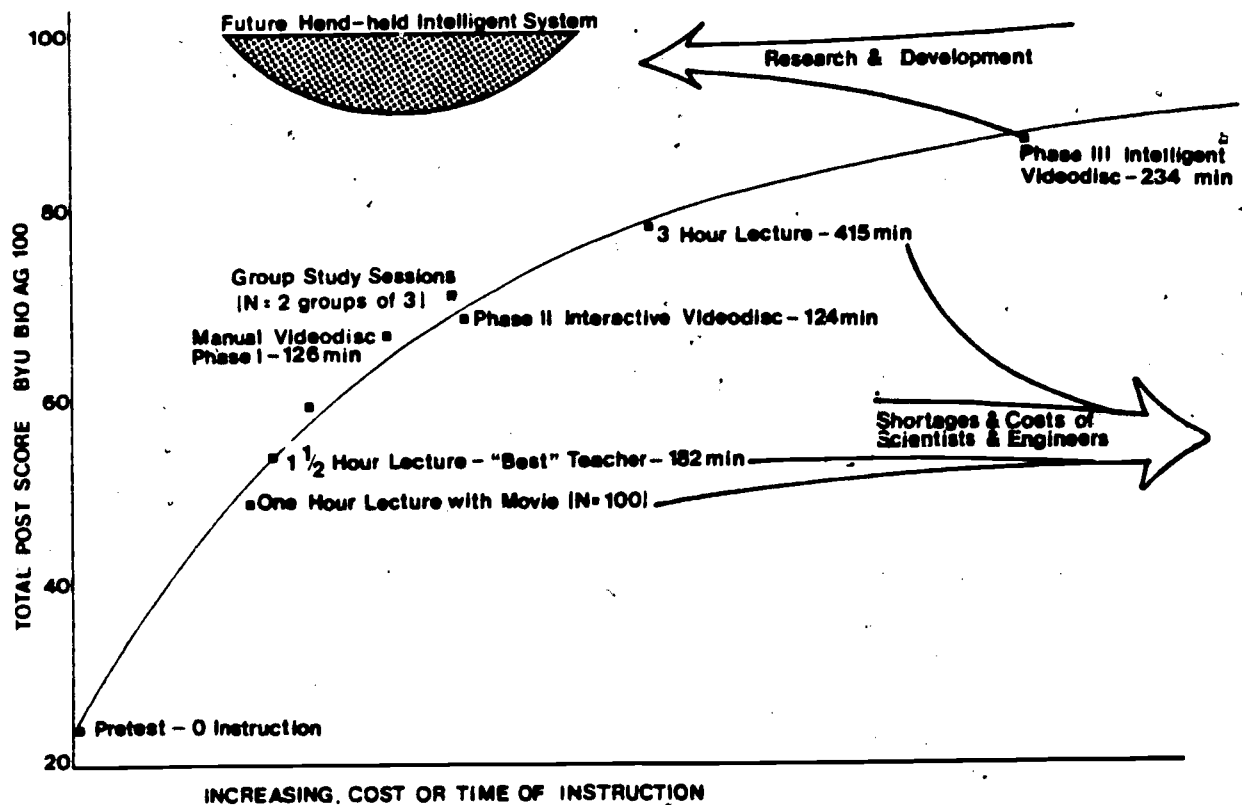 Future Hand-held Intelligent System
100
Research & Development
Phase III Intelligent
Videodisc - 234 min
80
3 Hour Lecture - 415 min
Group Study Sessions
(N = 2 groups of 3)
Phase II Interactive Videodisc - 124 min
Manual Videodisc
Phase I - 126 min
60
Shortages & Costs of
Scientists & Engineers
1 1/2 Hour Lecture - "Best" Teacher - 182 min
One Hour Lecture with Movie (N = 100)
40
Pretest - 0 Instruction
20
TOTAL POST SCORE BYU BIO AG 100
INCREASING, COST OR TIME OF INSTRUCTION